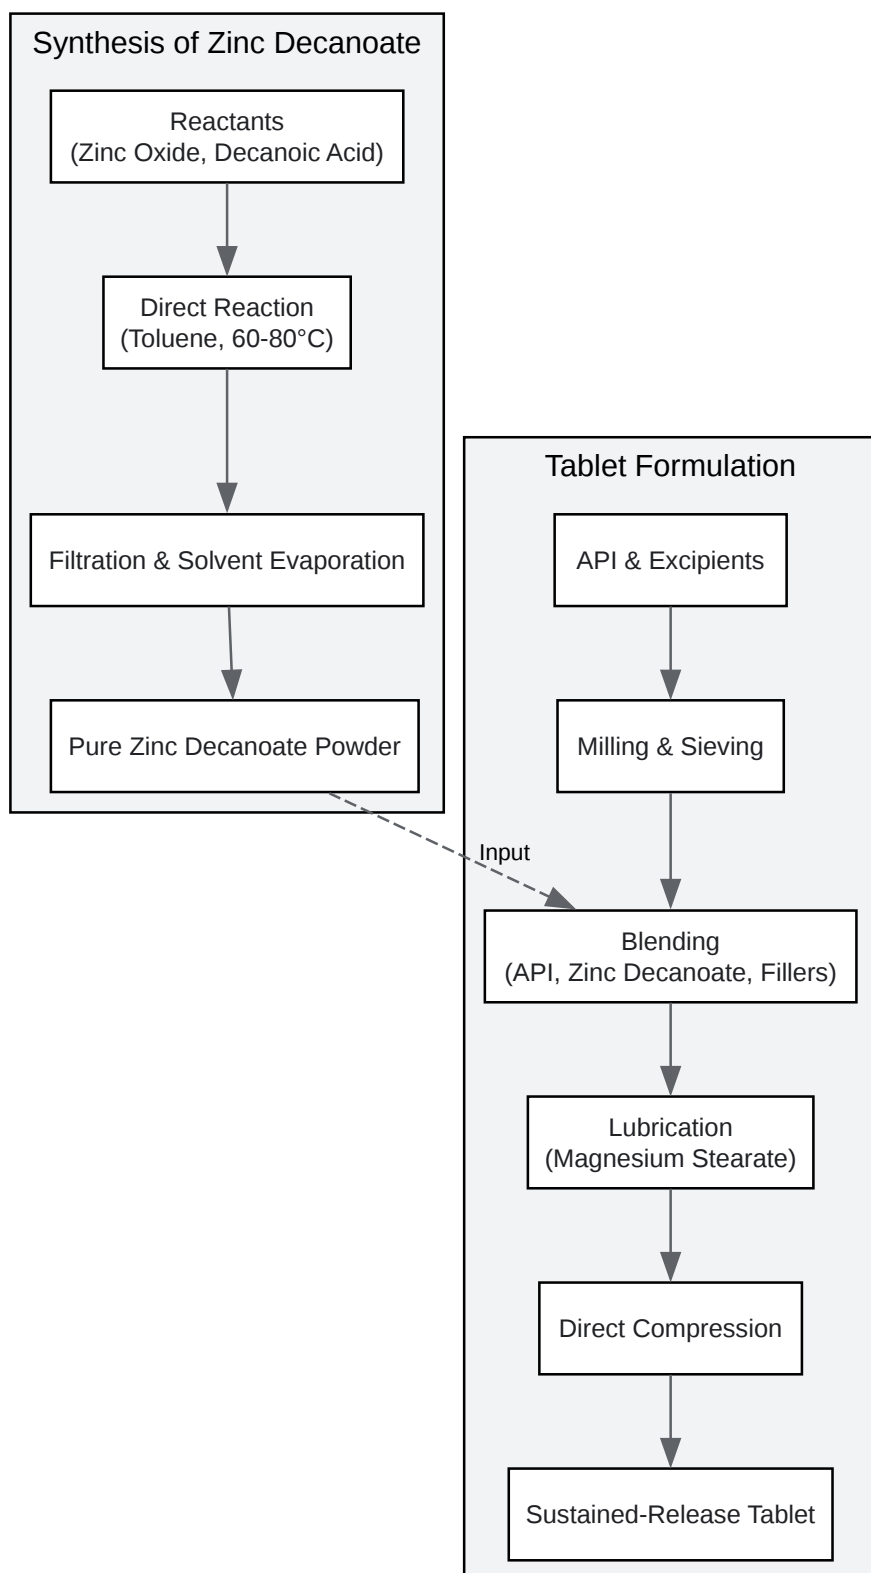 Synthesis of Zinc Decanoate
Reactants
(Zinc Oxide, Decanoic Acid)
Direct Reaction
(Toluene, 60-80°C)
Filtration & Solvent Evaporation
Pure Zinc Decanoate Powder
Input
Tablet Formulation
API & Excipients
Milling & Sieving
Blending
(API, Zinc Decanoate, Fillers)
Lubrication
(Magnesium Stearate)
Direct Compression
Sustained-Release Tablet